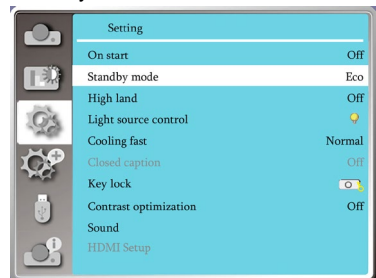 Setting
On start Off
Standby mode Eco
High land Off
Light source control
Cooling fast Normal
Closed caption Off
Key lock
Contrast optimization Off
Sound
HDMI Setup